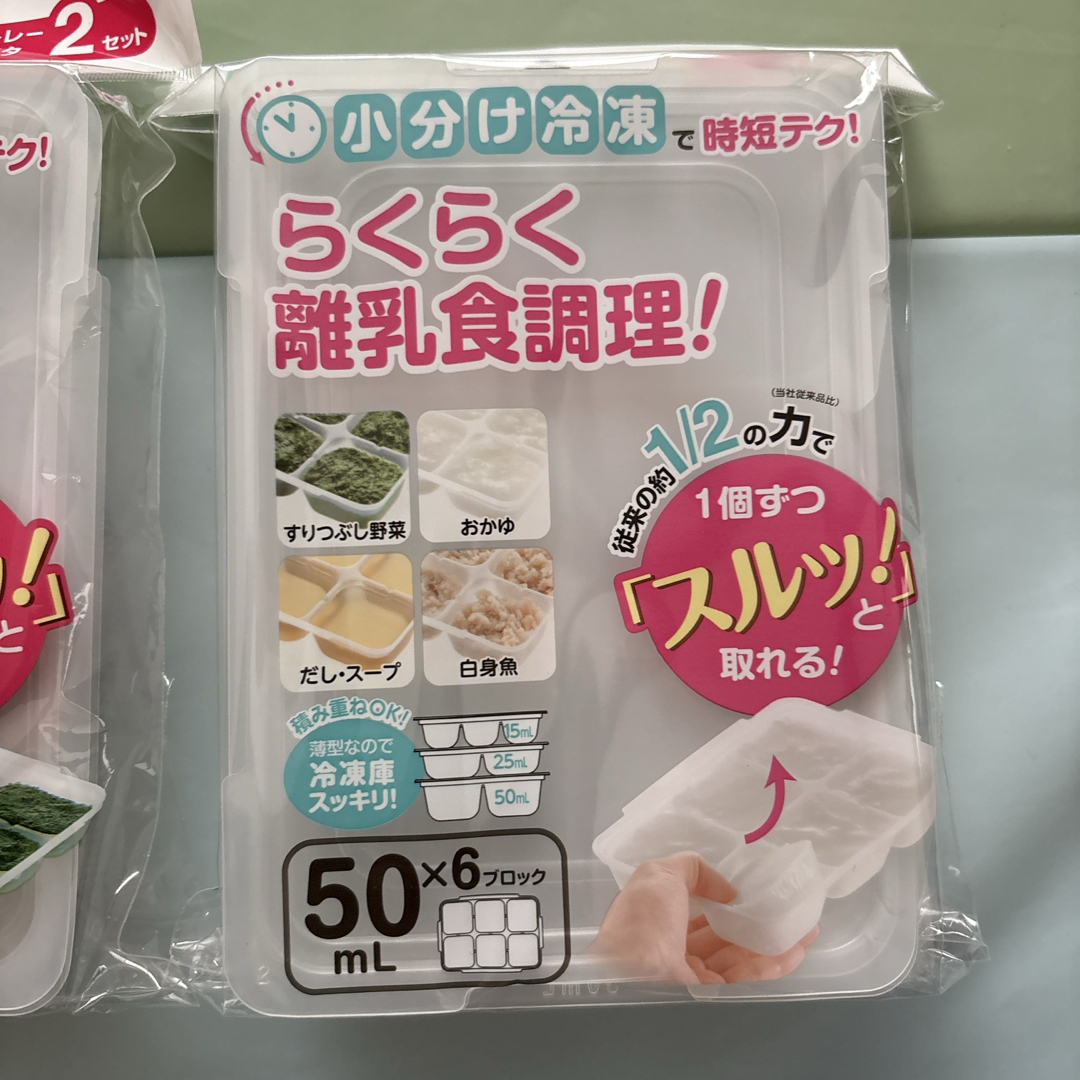 レー
2セット
テク!
ッ!」
と
小分け冷凍で時短テク!
らくらく
離乳食調理!
(当社従来品比)
従来の約1/2の力で
1個ずつ
「スルッ!」と
取れる!
すりつぶし野菜
おかゆ
だし・スープ
白身魚
積み重ねOK!
薄型なので
冷凍庫
スッキリ!
15mL
25mL
50mL
50mL×6ブロック